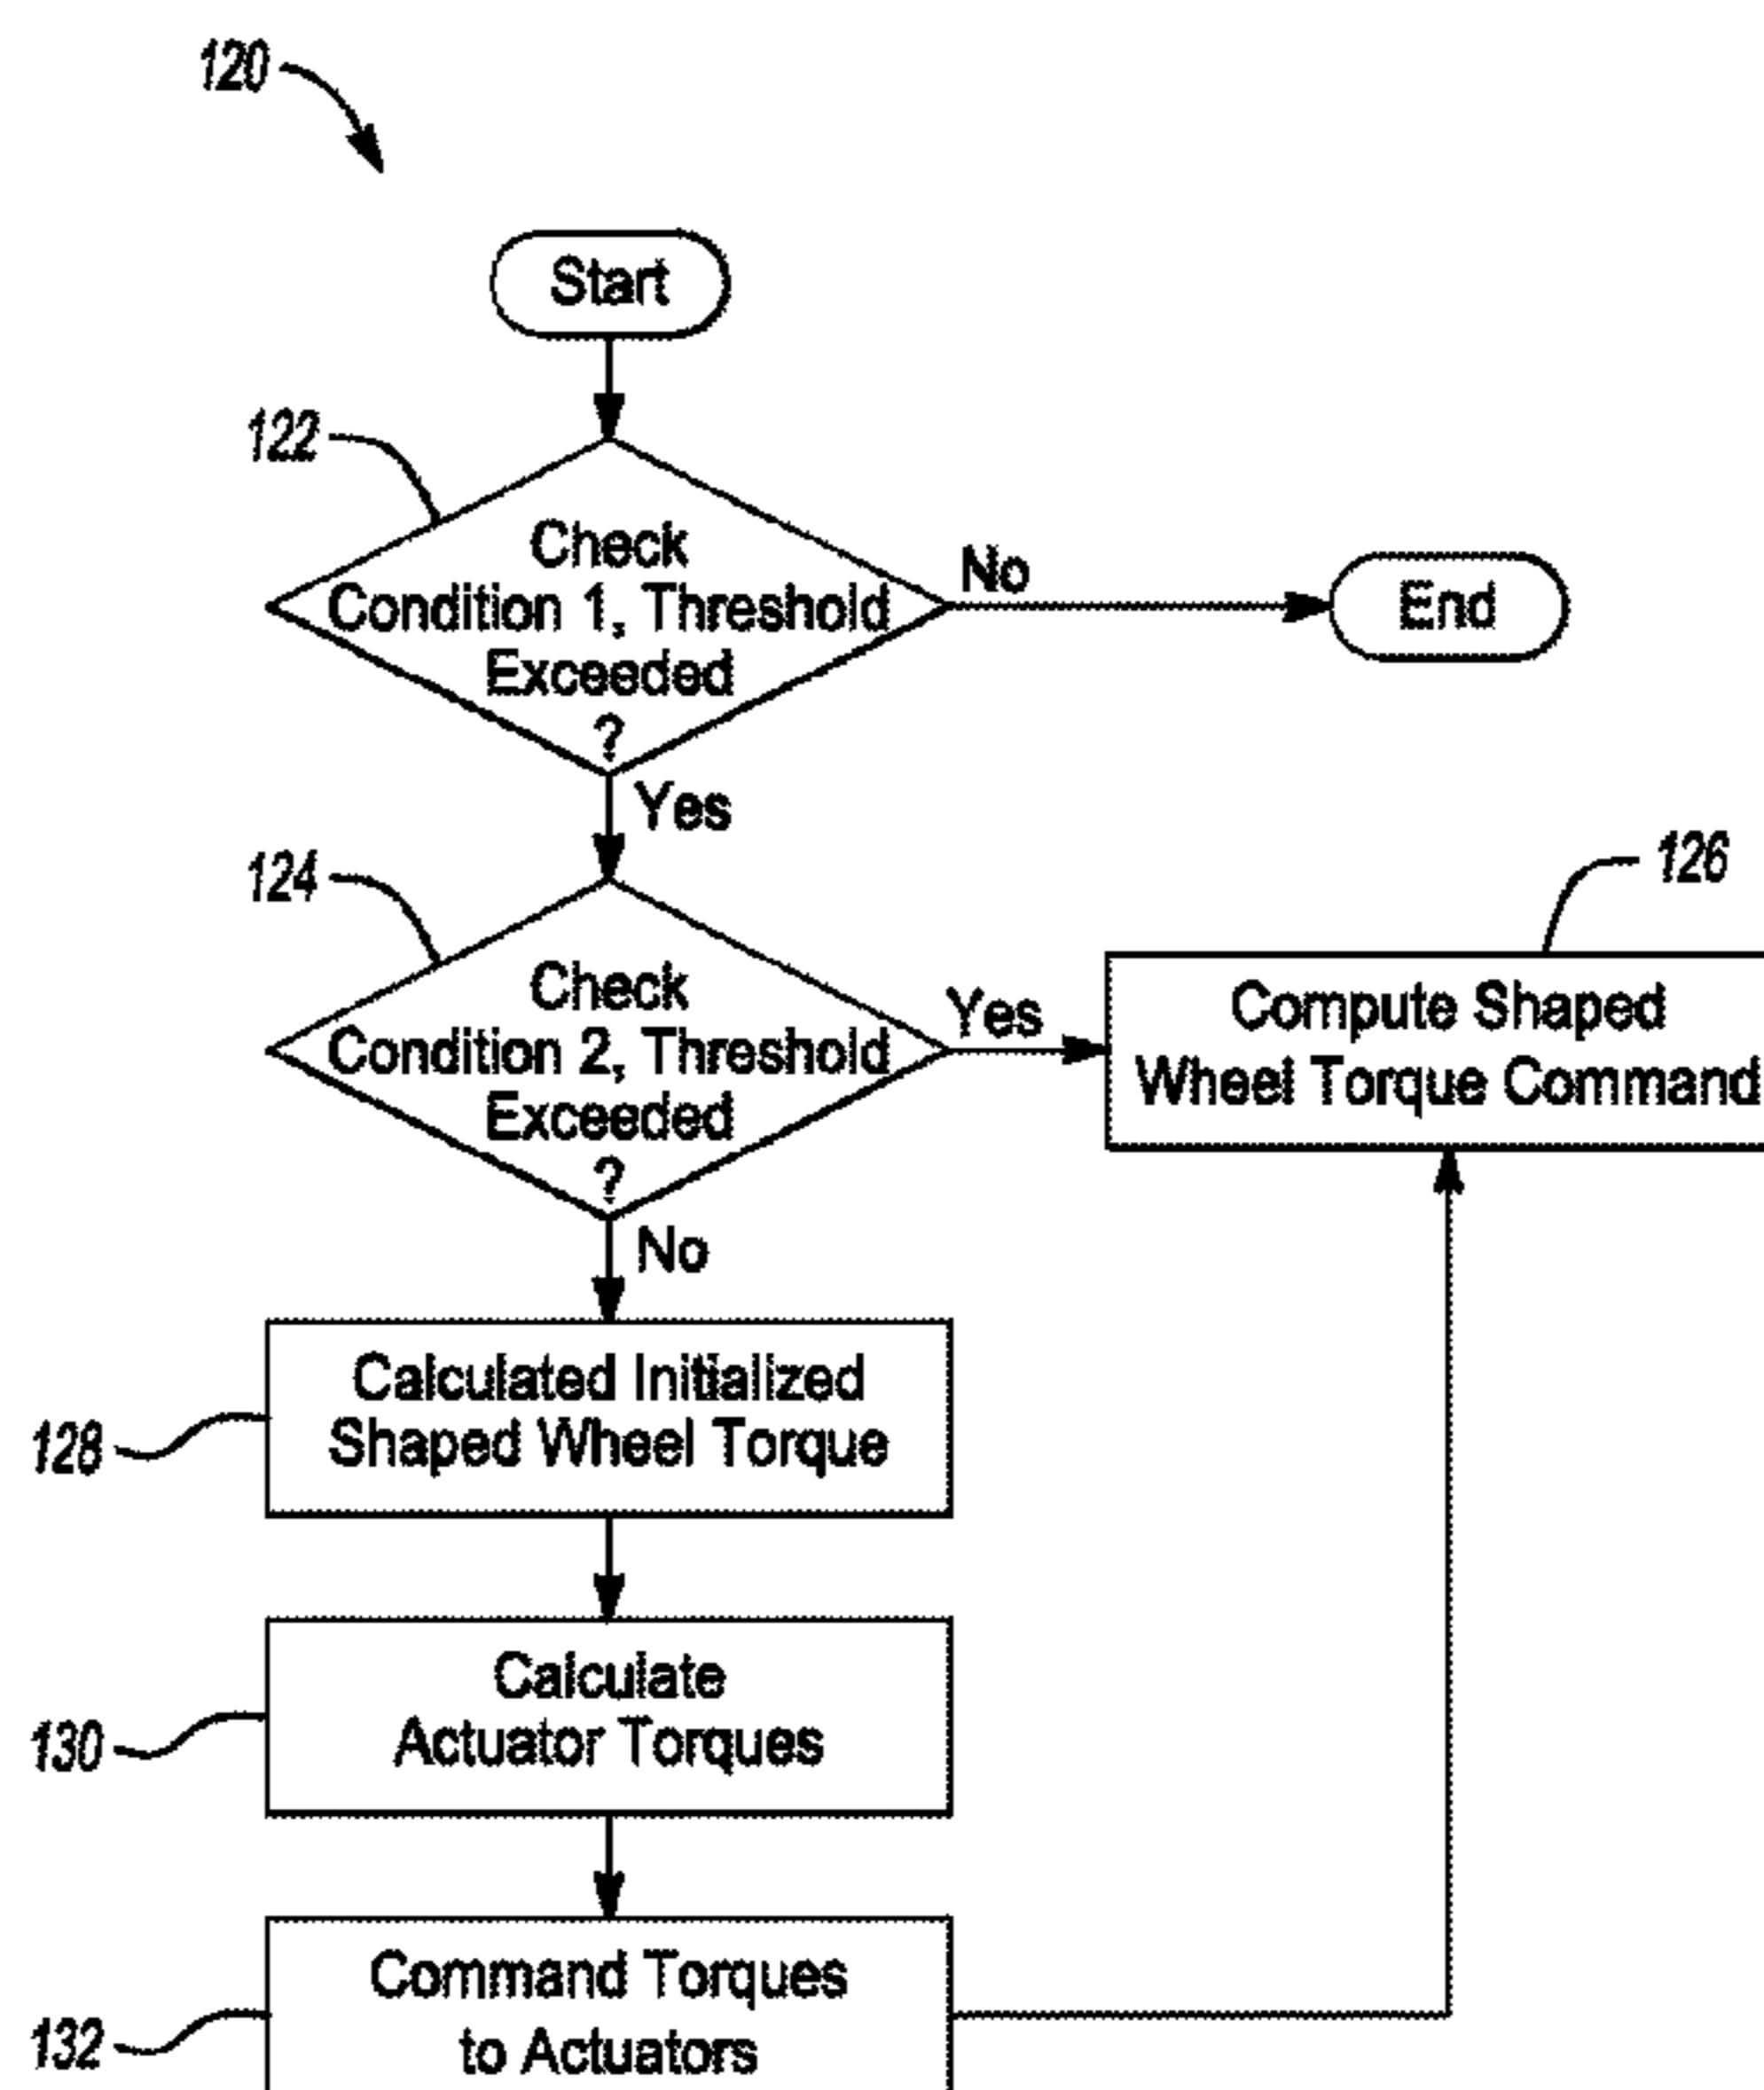 120
Start
122
Check
Condition 1, Threshold
Exceeded
?
No
End
Yes
124
Check
Condition 2, Threshold
Exceeded
?
Yes
126
Compute Shaped
Wheel Torque Command
No
128
Calculated Initialized
Shaped Wheel Torque
130
Calculate
Actuator Torques
132
Command Torques
to Actuators